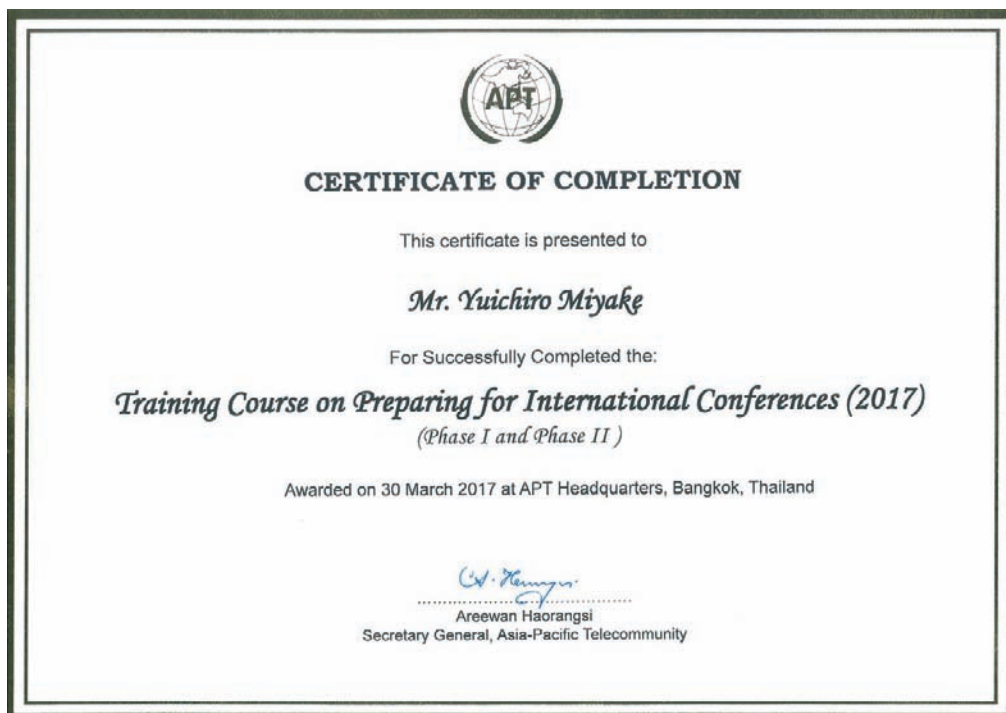 APT
CERTIFICATE OF COMPLETION
This certificate is presented to
Mr. Yuichiro Miyake
For Successfully Completed the:
Training Course on Preparing for International Conferences (2017)
(Phase I and Phase II )
Awarded on 30 March 2017 at APT Headquarters, Bangkok, Thailand
Areewan Haorangsi
Secretary General, Asia-Pacific Telecommunity